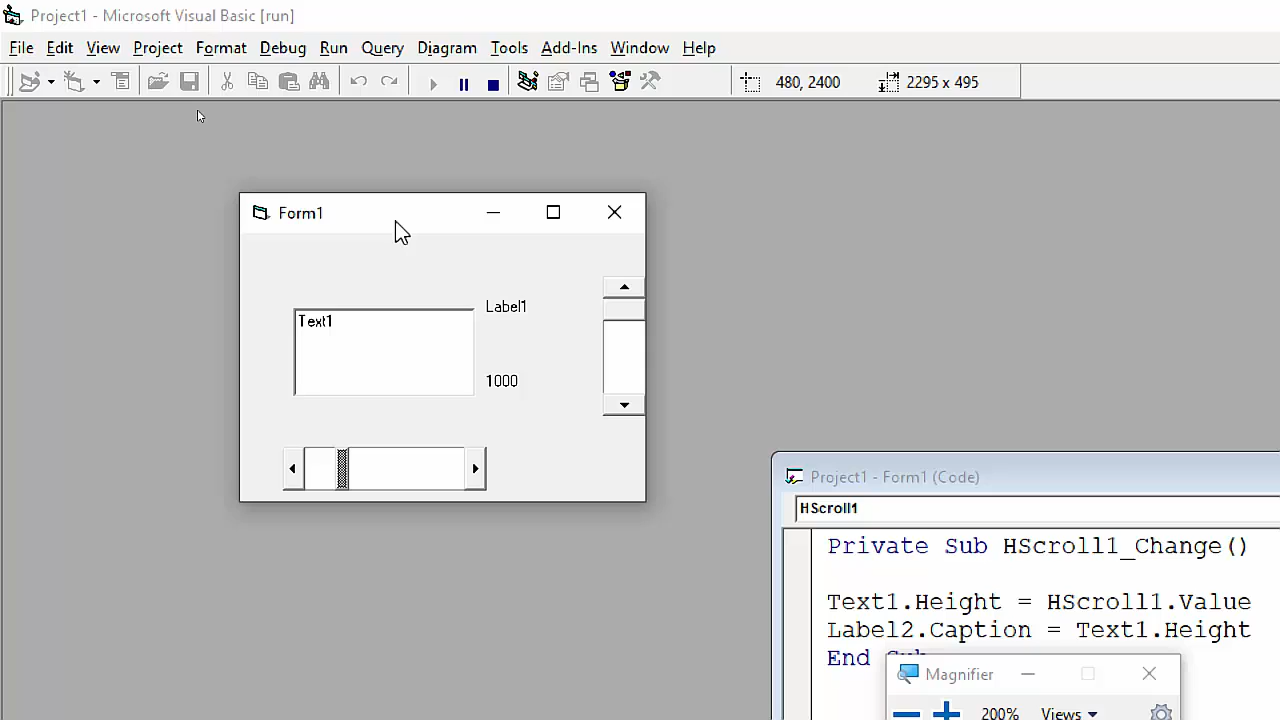 Project1 - Microsoft Visual Basic [run]
File Edit View Project Format Debug Run Query Diagram Tools Add-Ins Window Help
480, 2400 2295 x 495
Form1
Label1
Text1
1000
Project1 - Form1 (Code)
HScroll1
Private Sub HScroll1_Change()
Text1.Height = HScroll1.Value
Label2.Caption = Text1.Height
End Sub
Magnifier
200% Views